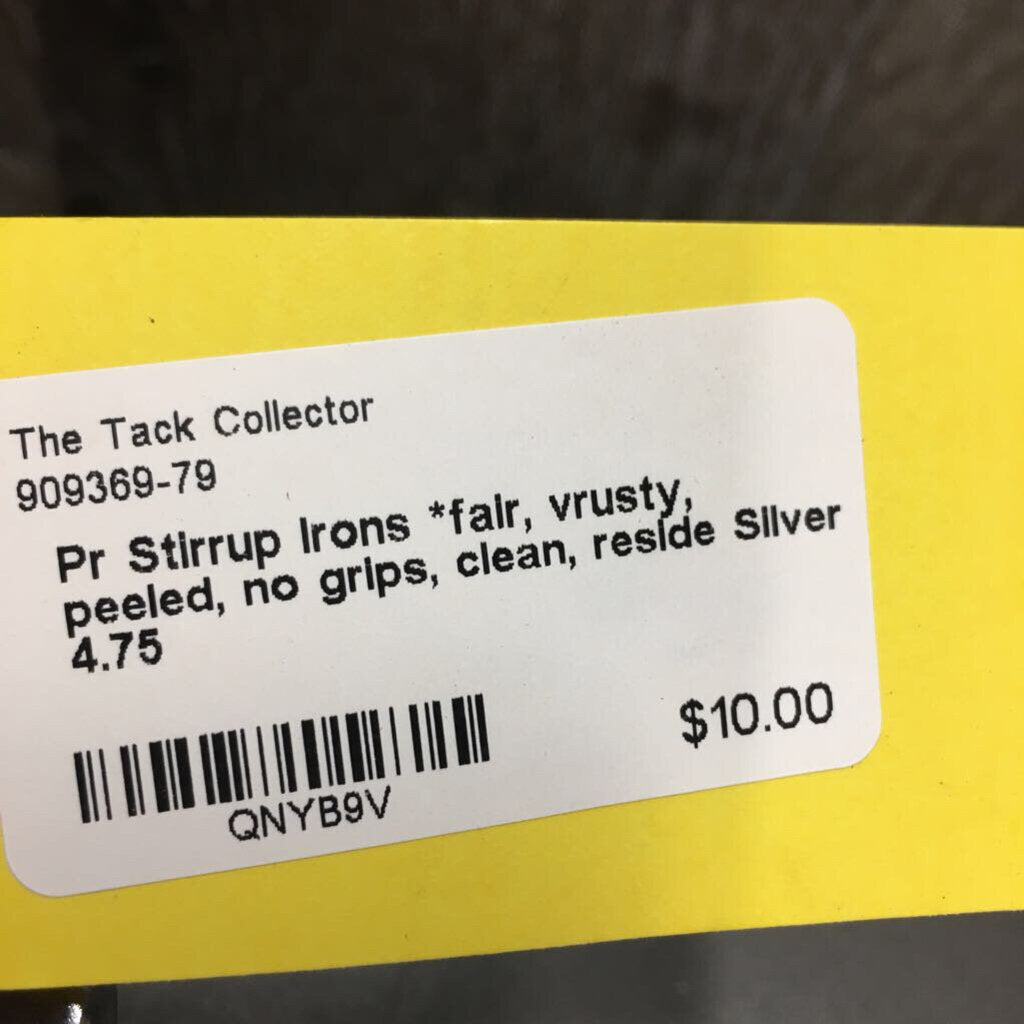 The Tack Collector
909369-79
Pr Stirrup Irons *fair, vrusty,
peeled, no grips, clean, reside Silver
4.75
$10.00
QNYB9V